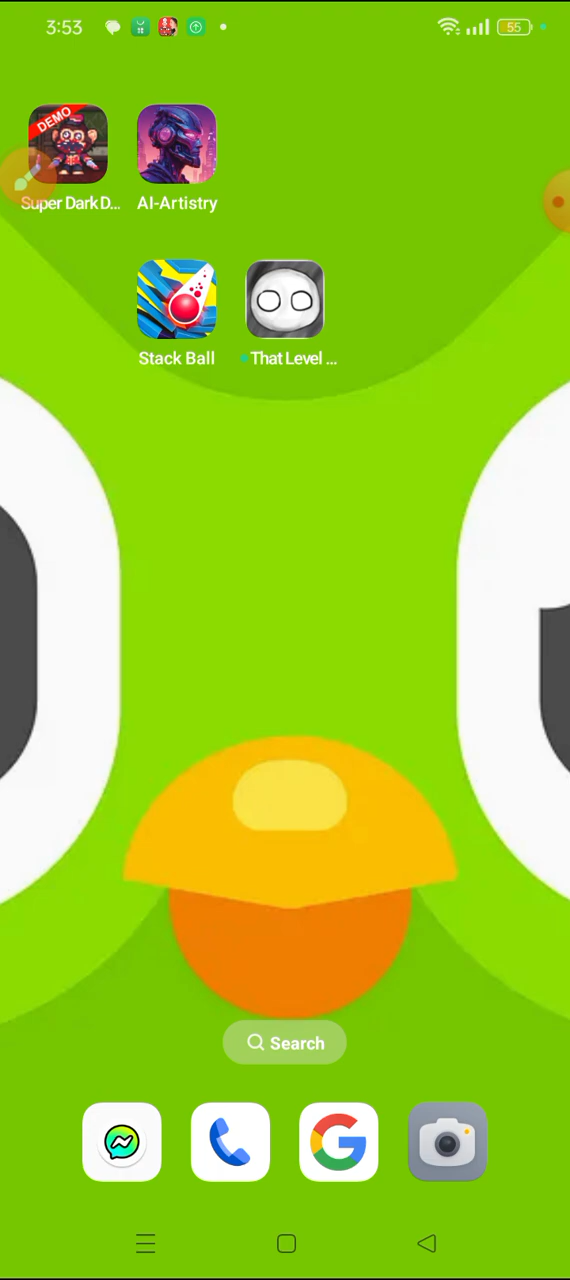 3:53
55
DEMO
Super Dark D...
AI-Artistry
Stack Ball
That Level ...
Search